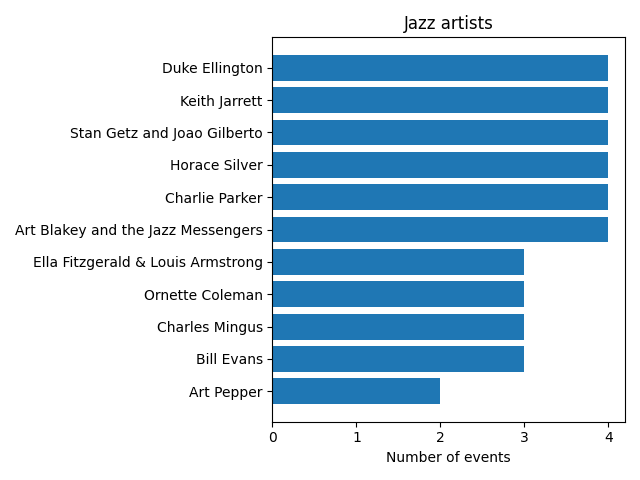 Jazz artists
Duke Ellington
Keith Jarrett
Stan Getz and Joao Gilberto
Horace Silver
Charlie Parker
Art Blakey and the Jazz Messengers
Ella Fitzgerald & Louis Armstrong
Ornette Coleman
Charles Mingus
Bill Evans
Art Pepper
0 1 2 3 4
Number of events